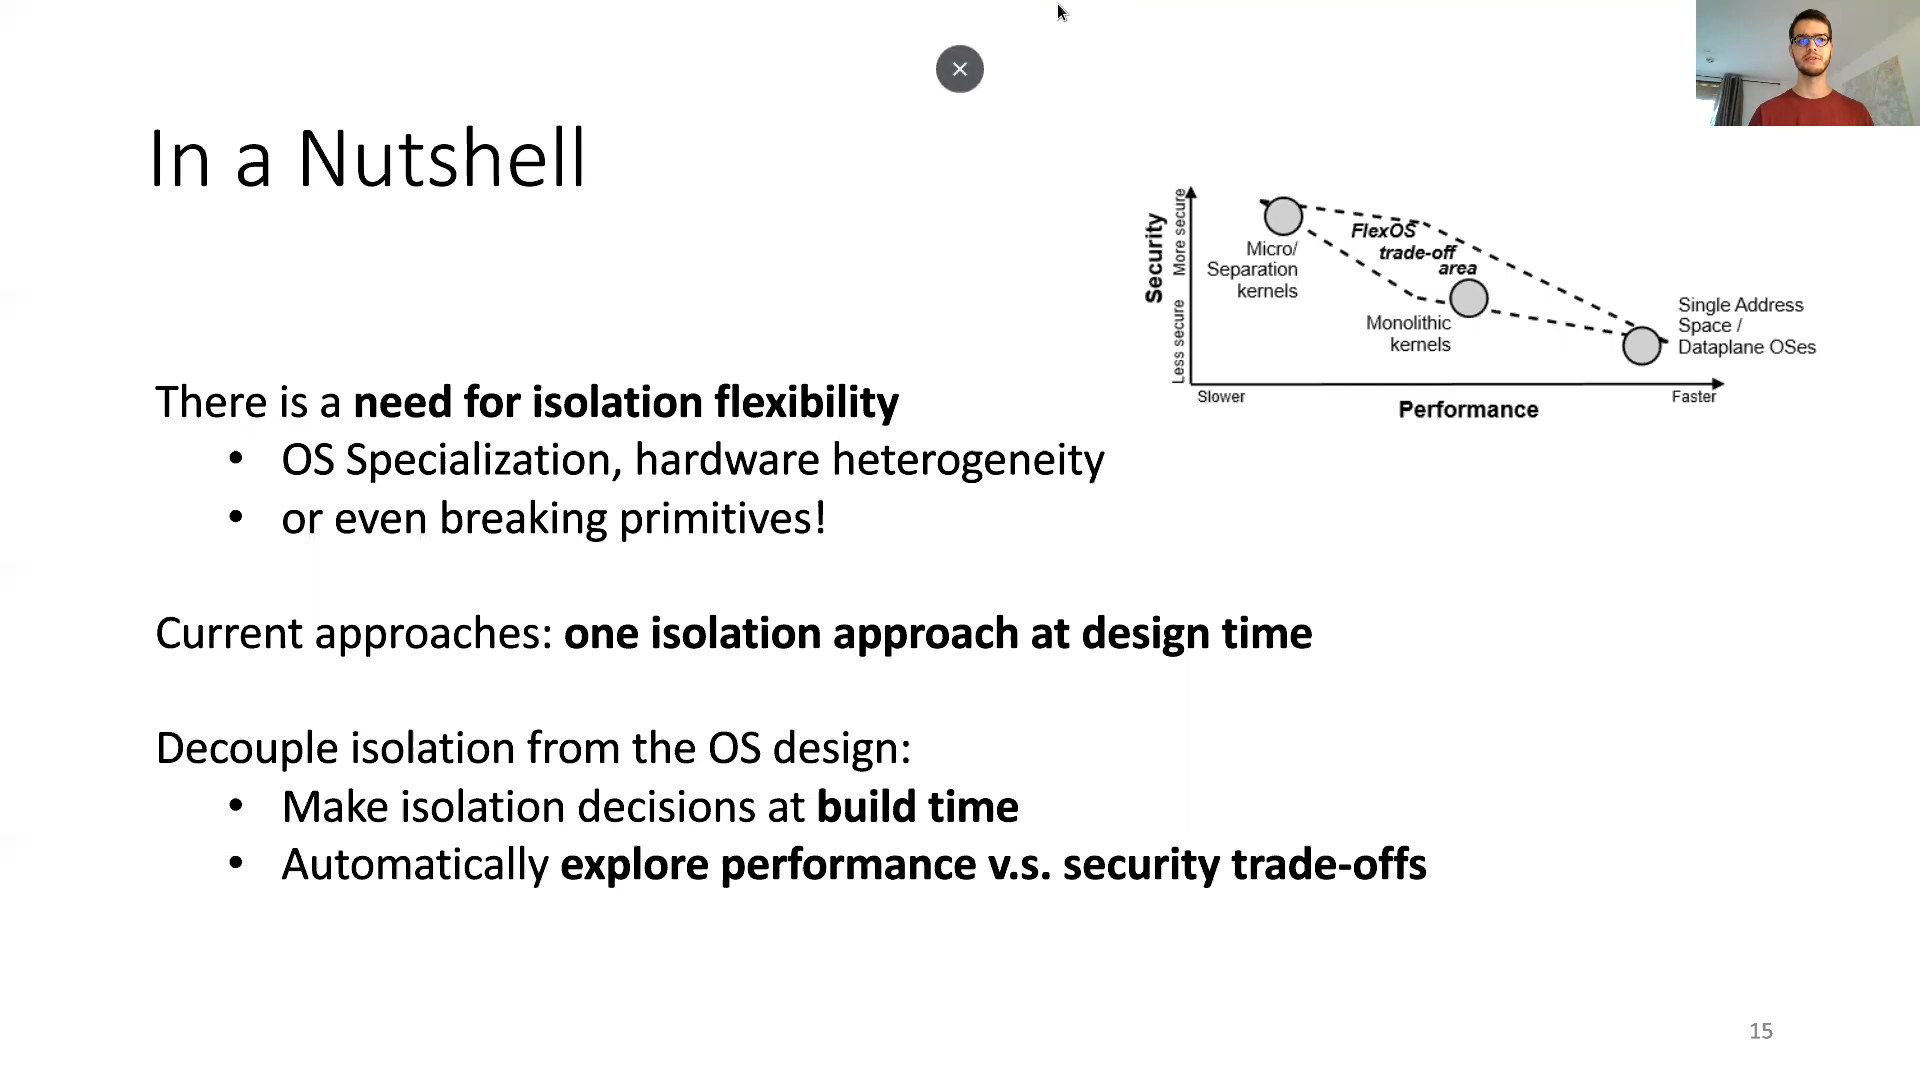 In a Nutshell
Security
More secure
Less secure
FlexOS
trade-off
area
Micro/
Separation
kernels
Monolithic
kernels
Single Address
Space /
Dataplane OSes
Slower
Performance
Faster
There is a need for isolation flexibility
• OS Specialization, hardware heterogeneity
• or even breaking primitives!
Current approaches: one isolation approach at design time
Decouple isolation from the OS design:
• Make isolation decisions at build time
• Automatically explore performance v.s. security trade-offs
15